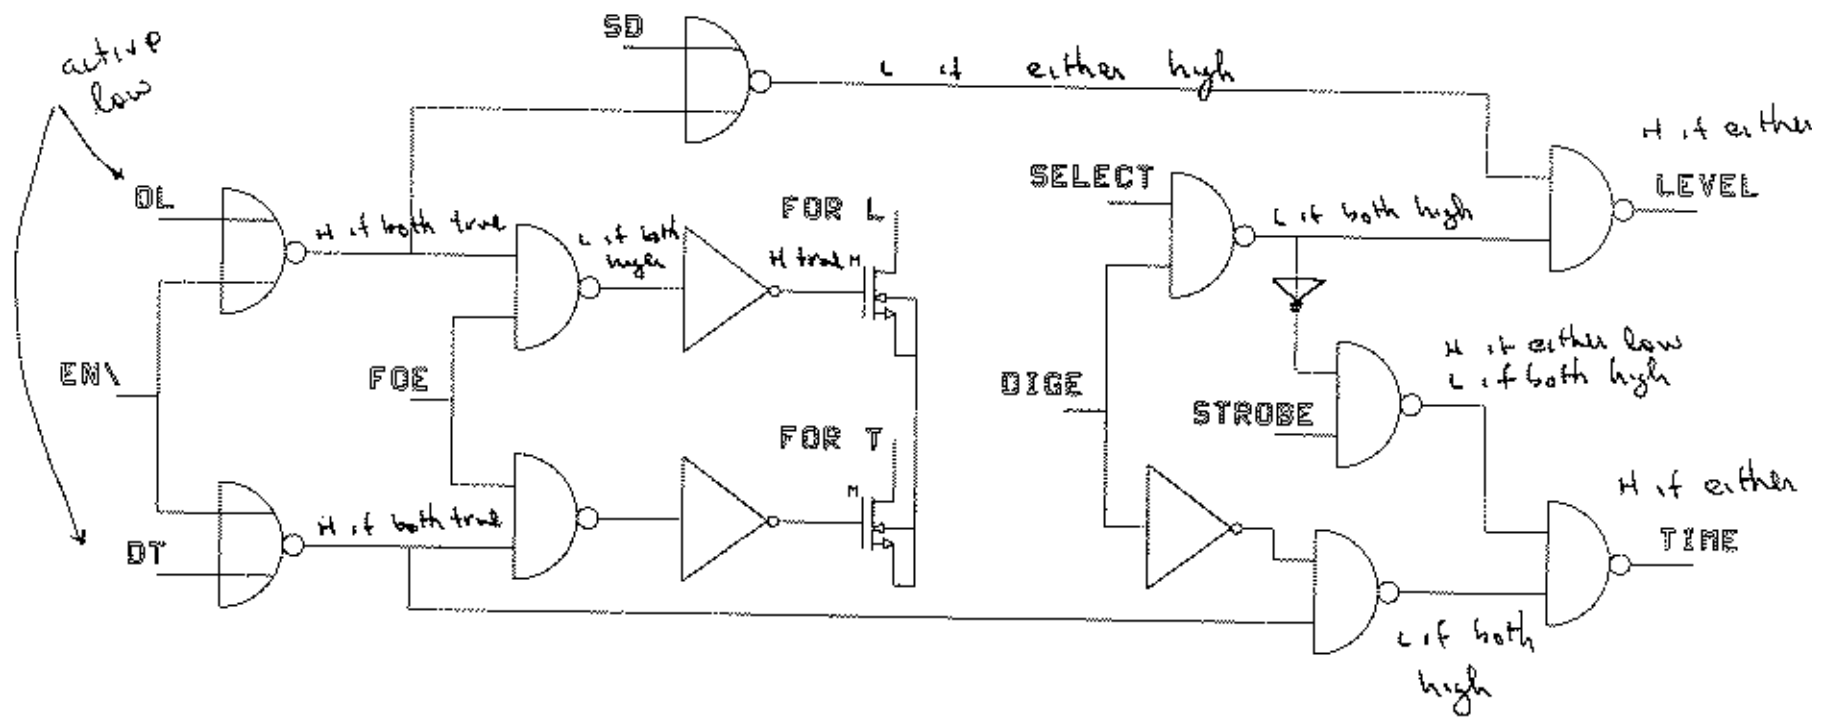 SD
active
low
L if either high
H if either
LEVEL
SELECT
OL
FOR L
H if both true
L if both
high
H true
M
L if both high
EN\
FOE
DIGE
H if either low
L if both high
STROBE
FOR T
M
H if either
TIME
DT
H if both true
L if both
high